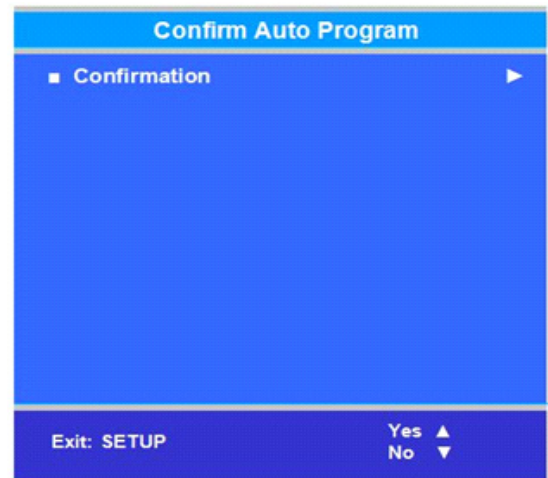 Confirm Auto Program
■ Confirmation ►
Exit: SETUP
Yes ▲
No ▼